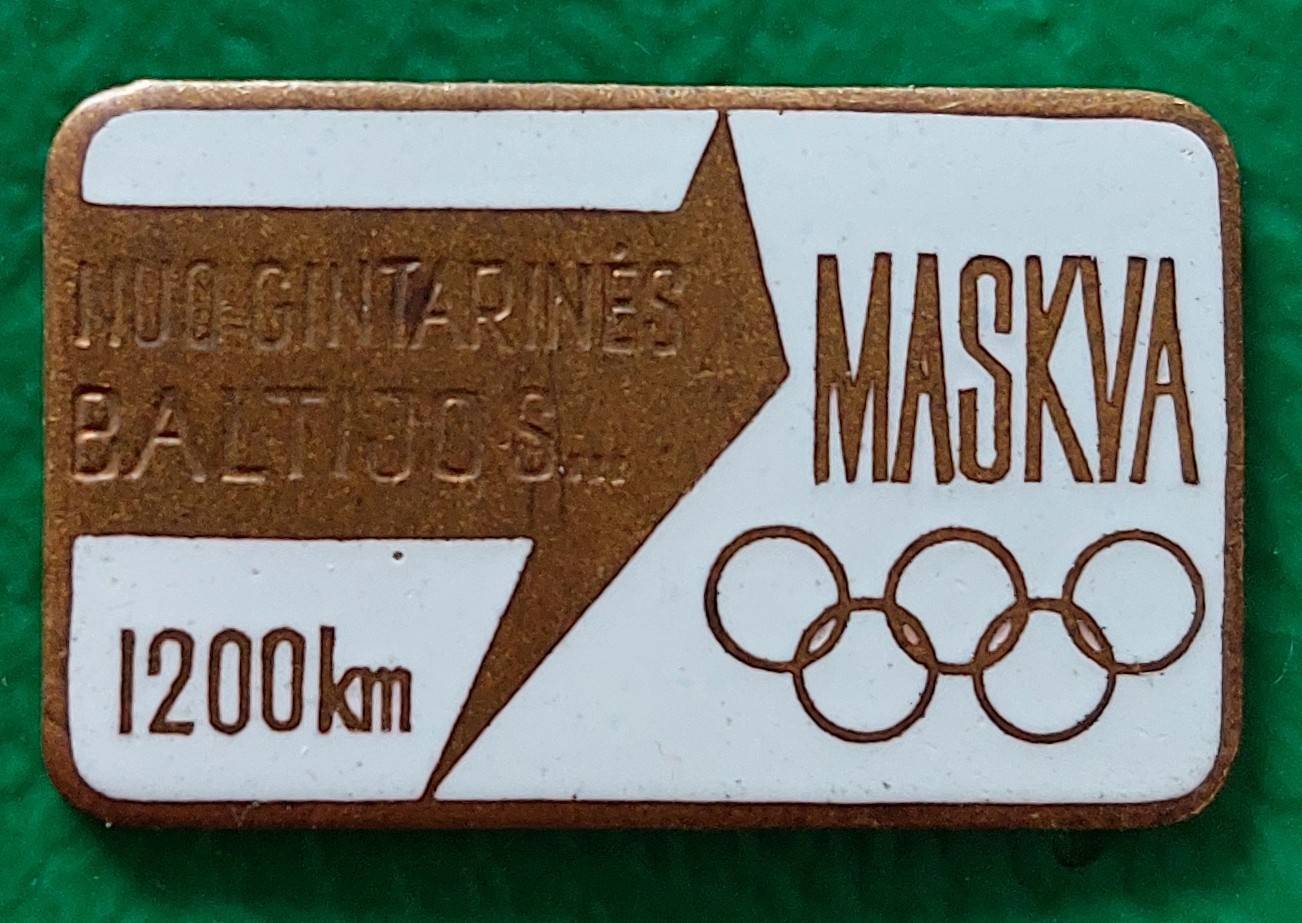 NUO GINTARINĖS
BALTIJOS...
MASKVA
1200km